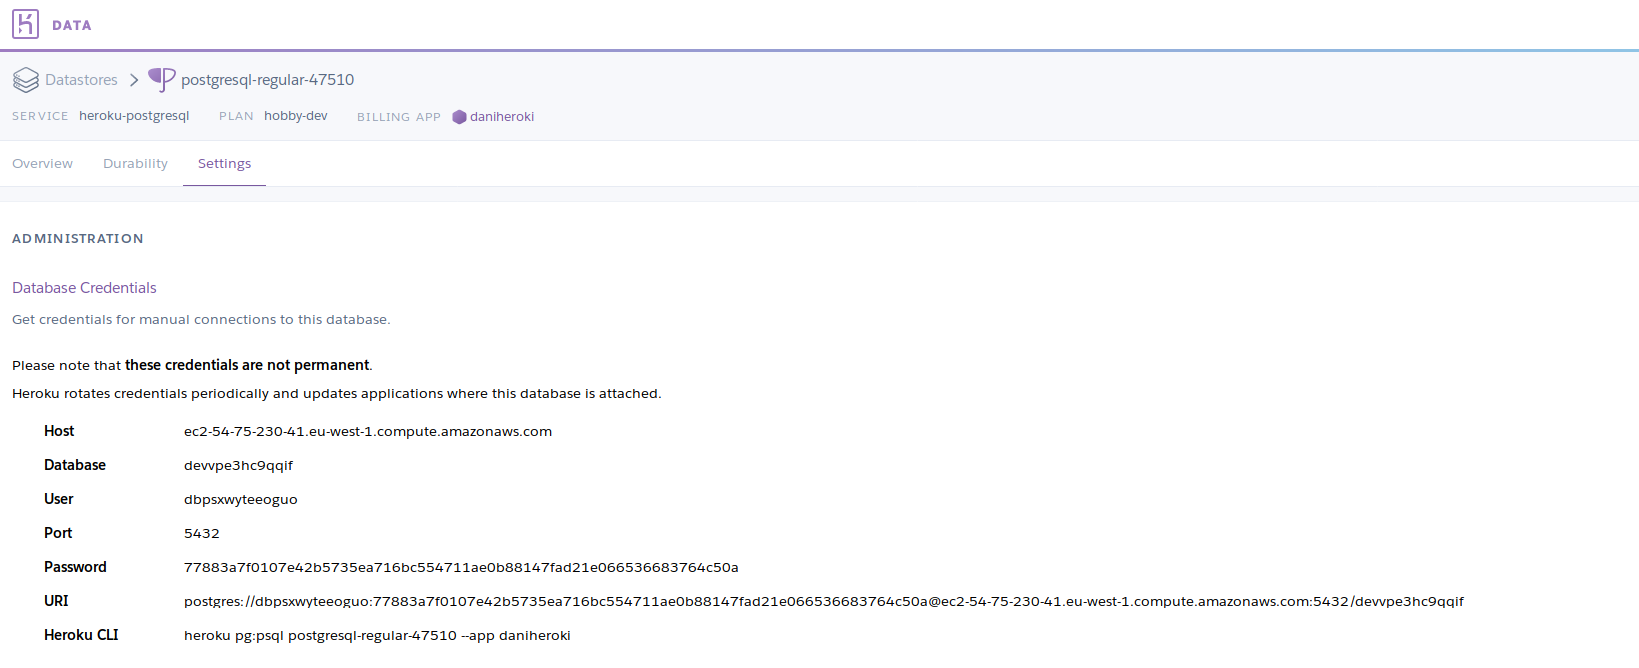 DATA
Datastores > postgresql-regular-47510
SERVICE heroku-postgresql PLAN hobby-dev BILLING APP daniheroki
Overview Durability Settings
ADMINISTRATION
Database Credentials
Get credentials for manual connections to this database.
Please note that these credentials are not permanent.
Heroku rotates credentials periodically and updates applications where this database is attached.
Host ec2-54-75-230-41.eu-west-1.compute.amazonaws.com
Database devvpe3hc9qqif
User dbpsxwyteeoguo
Port 5432
Password 77883a7f0107e42b5735ea716bc554711ae0b88147fad21e066536683764c50a
URI postgres://dbpsxwyteeoguo:77883a7f0107e42b5735ea716bc554711ae0b88147fad21e066536683764c50a@ec2-54-75-230-41.eu-west-1.compute.amazonaws.com:5432/devvpe3hc9qqif
Heroku CLI heroku pg:psql postgresql-regular-47510 --app daniheroki